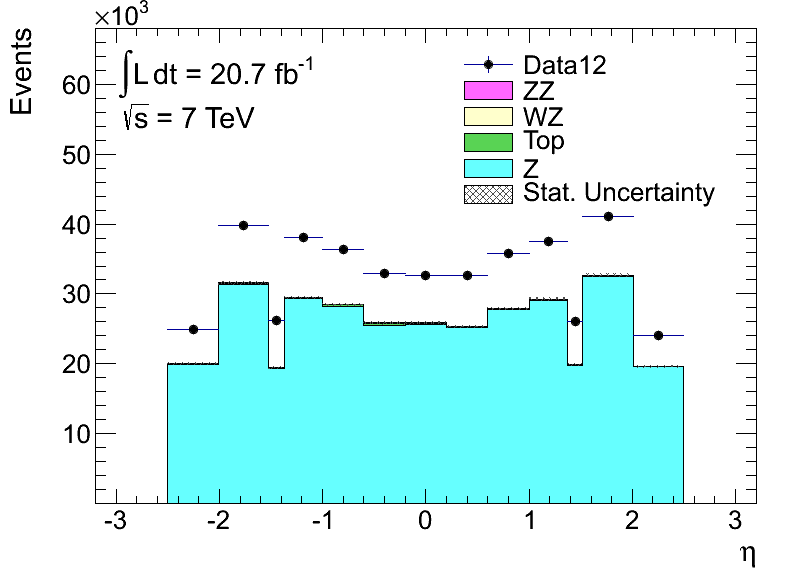 ×10³
Events
∫L dt = 20.7 fb⁻¹
√s = 7 TeV
Data12
ZZ
WZ
Top
Z
Stat. Uncertainty
60
50
40
30
20
10
-3 -2 -1 0 1 2 3
η